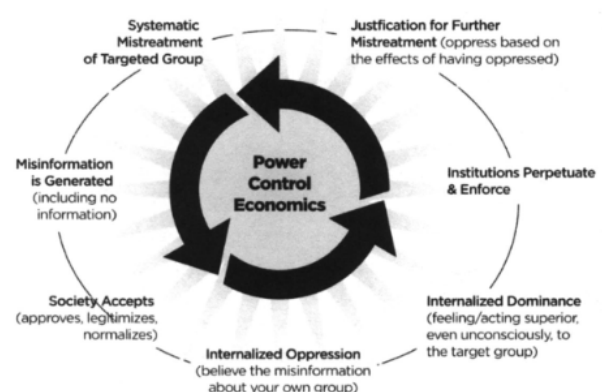 Systematic
Mistreatment
of Targeted Group
Justfication for Further
Mistreatment (oppress based on
the effects of having oppressed)
Misinformation
is Generated
(including no
information)
Power
Control
Economics
Institutions Perpetuate
& Enforce
Society Accepts
(approves, legitimizes,
normalizes)
Internalized Oppression
(believe the misinformation
about your own group)
Internalized Dominance
(feeling/acting superior,
even unconsciously, to
the target group)